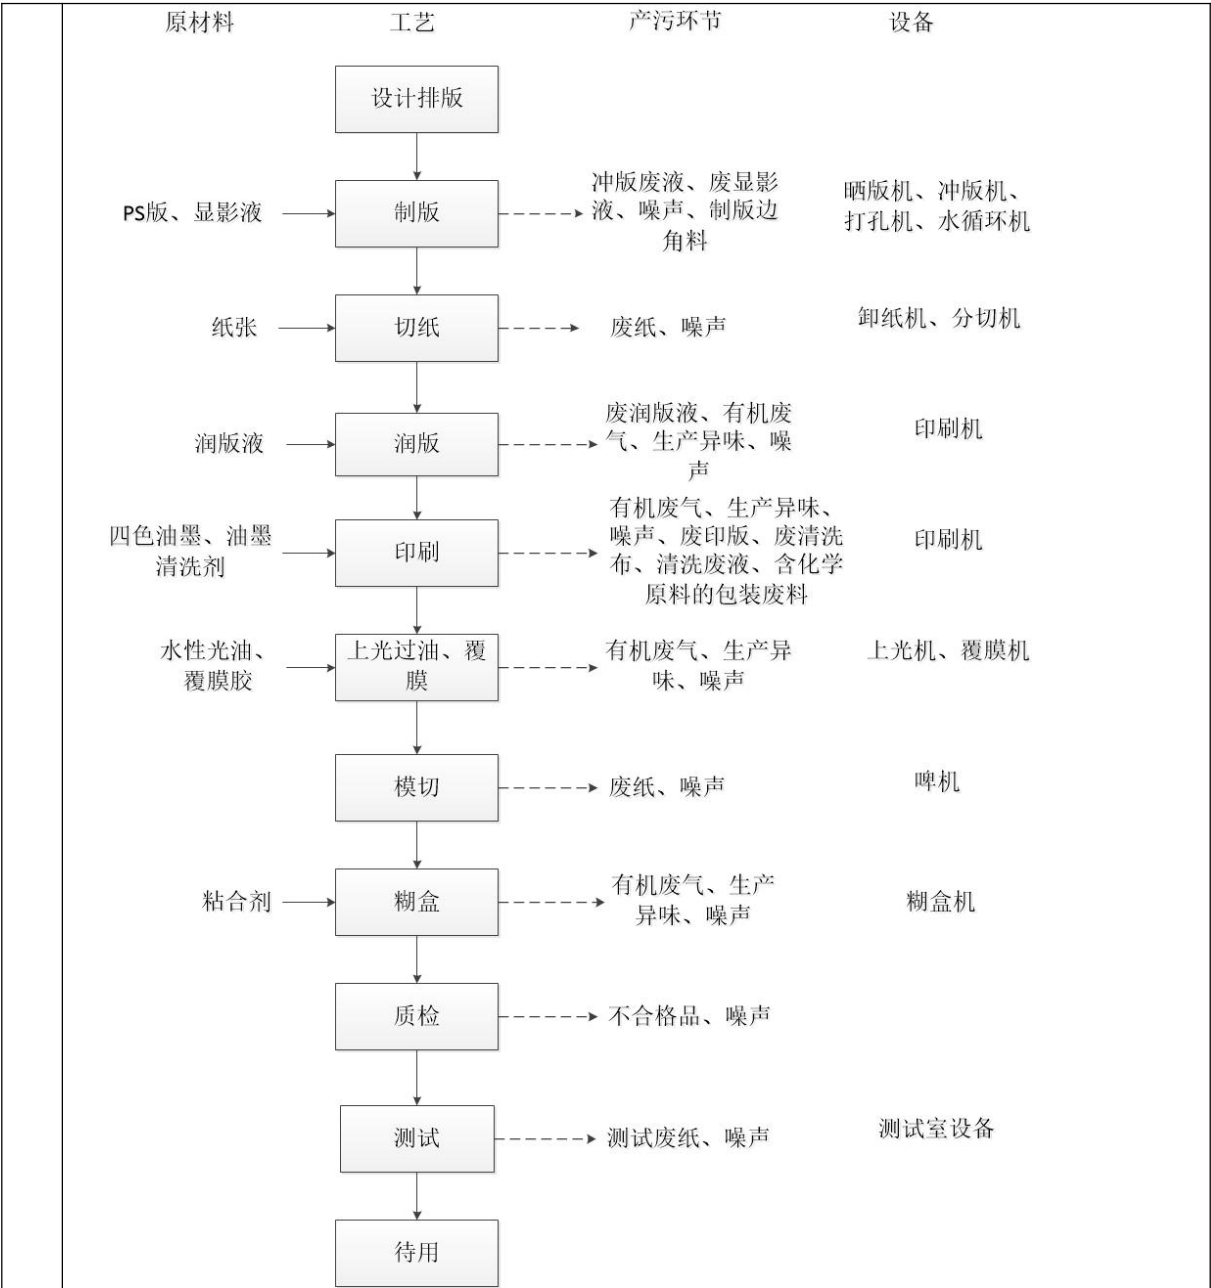 原材料 工艺 产污环节 设备
设计排版
冲版废液、废显影
晒版机、冲版机、
PS版、显影液 制版 液、噪声、制版边
打孔机、水循环机
角料
纸张 切纸 废纸、噪声 卸纸机、分切机
废润版液、有机废
印刷机
润版液 润版 气、生产异味、噪
声
有机废气、生产异味、
四色油墨、油墨 噪声、废印版、废清洗 印刷机
清洗剂 印刷 布、清洗废液、含化学
原料的包装废料
水性光油、 上光过油、覆 有机废气、生产异 上光机、覆膜机
覆膜胶 膜 味、噪声
模切 废纸、噪声 啤机
有机废气、生产
粘合剂 糊盒 糊盒机
异味、噪声
质检 不合格品、噪声
测试 测试废纸、噪声 测试室设备
待用